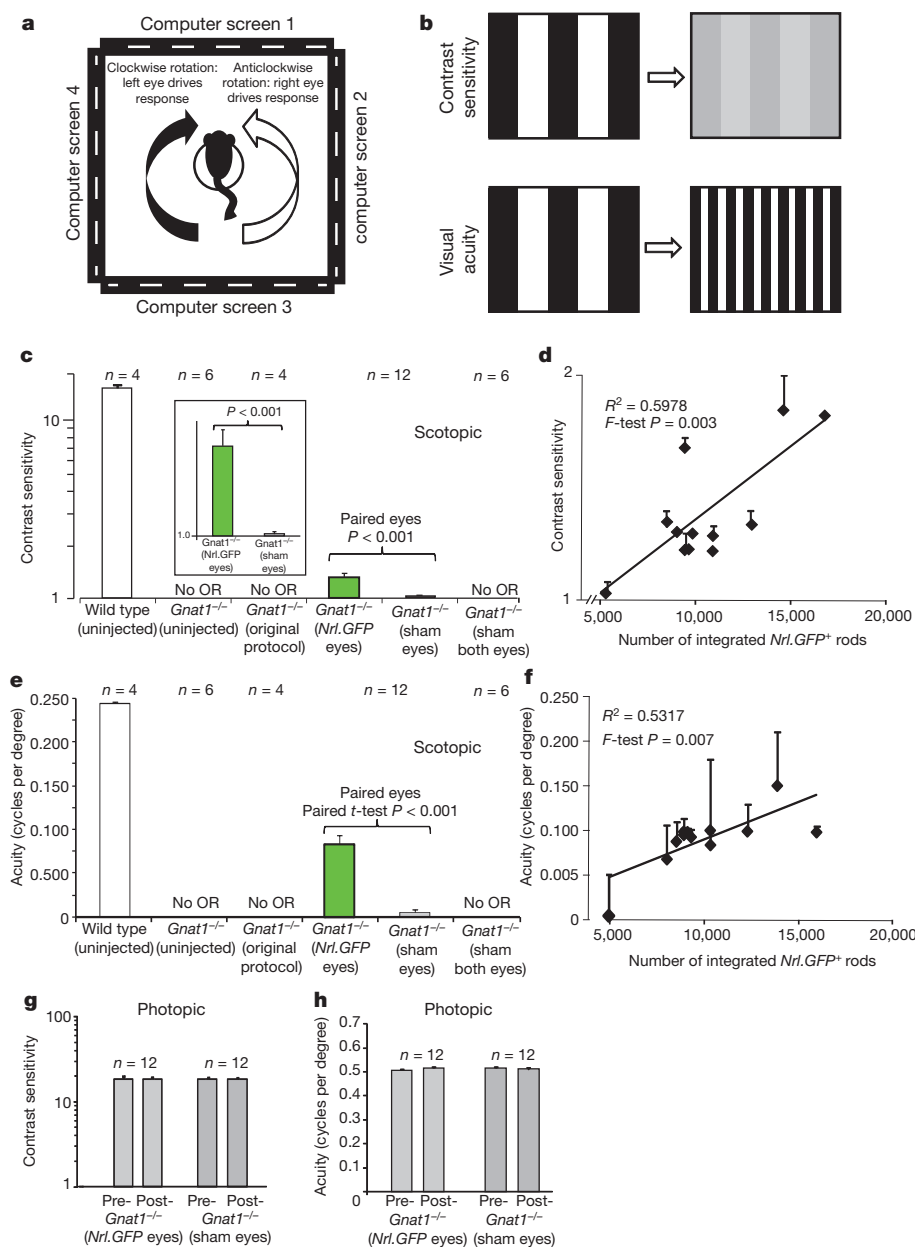 a
Computer screen 1
Clockwise rotation: left eye drives response
Anticlockwise rotation: right eye drives response
Computer screen 4
computer screen 2
Computer screen 3
b
Contrast sensitivity
Visual acuity
c
n = 4 n = 6 n = 4 n = 12 n = 6
Contrast sensitivity
10
1
P < 0.001
1.0
Gnat1–/– (Nrl.GFP eyes)
Gnat1–/– (sham eyes)
Scotopic
Paired eyes
P < 0.001
No OR No OR No OR
Wild type (uninjected)
Gnat1–/– (uninjected)
Gnat1–/– (original protocol)
Gnat1–/– (Nrl.GFP eyes)
Gnat1–/– (sham eyes)
Gnat1–/– (sham both eyes)
d
Contrast sensitivity
2
1
R2 = 0.5978
F-test P = 0.003
5,000 10,000 15,000 20,000
Number of integrated Nrl.GFP+ rods
e
n = 4 n = 6 n = 4 n = 12 n = 6
Acuity (cycles per degree)
0.250
0.200
0.150
0.100
0.500
0
Scotopic
Paired eyes
Paired t-test P < 0.001
No OR No OR No OR
Wild type (uninjected)
Gnat1–/– (uninjected)
Gnat1–/– (original protocol)
Gnat1–/– (Nrl.GFP eyes)
Gnat1–/– (sham eyes)
Gnat1–/– (sham both eyes)
f
Acuity (cycles per degree)
0.250
0.200
0.150
0.100
0.005
0
R2 = 0.5317
F-test P = 0.007
5,000 10,000 15,000 20,000
Number of integrated Nrl.GFP+ rods
g
Photopic
Contrast sensitivity
100
10
1
n = 12 n = 12
Pre- Post- Pre- Post-
Gnat1–/– (Nrl.GFP eyes)
Gnat1–/– (sham eyes)
h
Photopic
Acuity (cycles per degree)
0.7
0.6
0.5
0.4
0.3
0.2
0.1
0
n = 12 n = 12
Pre- Post- Pre- Post-
Gnat1–/– (Nrl.GFP eyes)
Gnat1–/– (sham eyes)